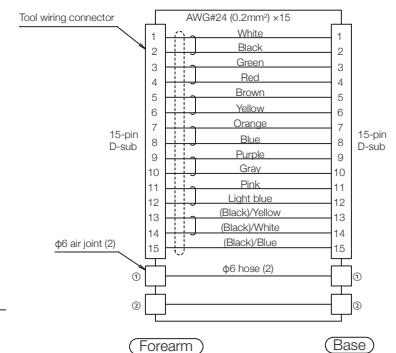 Tool wiring connector
AWG#24 (0.2mm²) ×15
1 White 1
2 Black 2
3 Green 3
4 Red 4
5 Brown 5
6 Yellow 6
7 Orange 7
15-pin D-sub
15-pin D-sub
8 Blue 8
9 Purple 9
10 Gray 10
11 Pink 11
12 Light blue 12
13 (Black)/Yellow 13
14 (Black)/White 14
15 (Black)/Blue 15
φ6 air joint (2)
① φ6 hose (2) ①
② ②
Forearm
Base